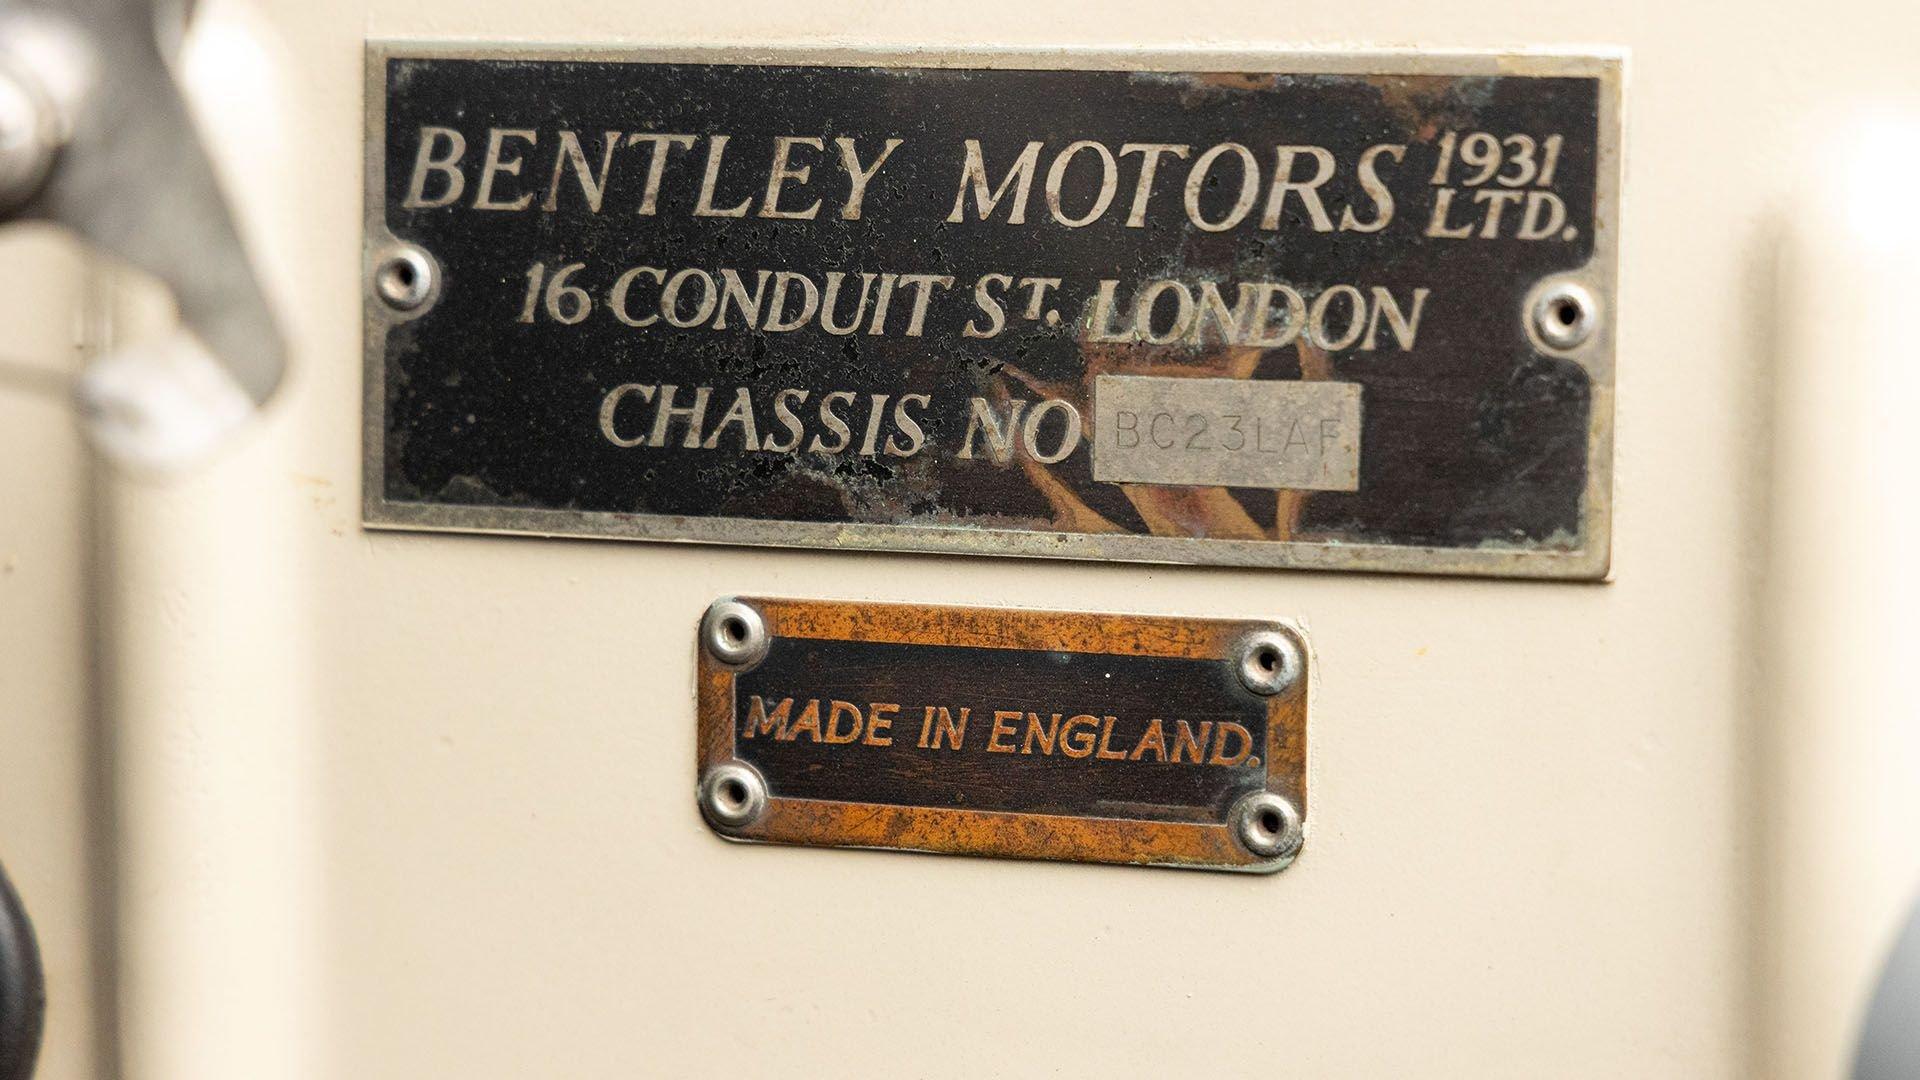 BENTLEY MOTORS 1931 LTD.
16 CONDUIT ST. LONDON
CHASSIS NO BC23LAF
MADE IN ENGLAND.